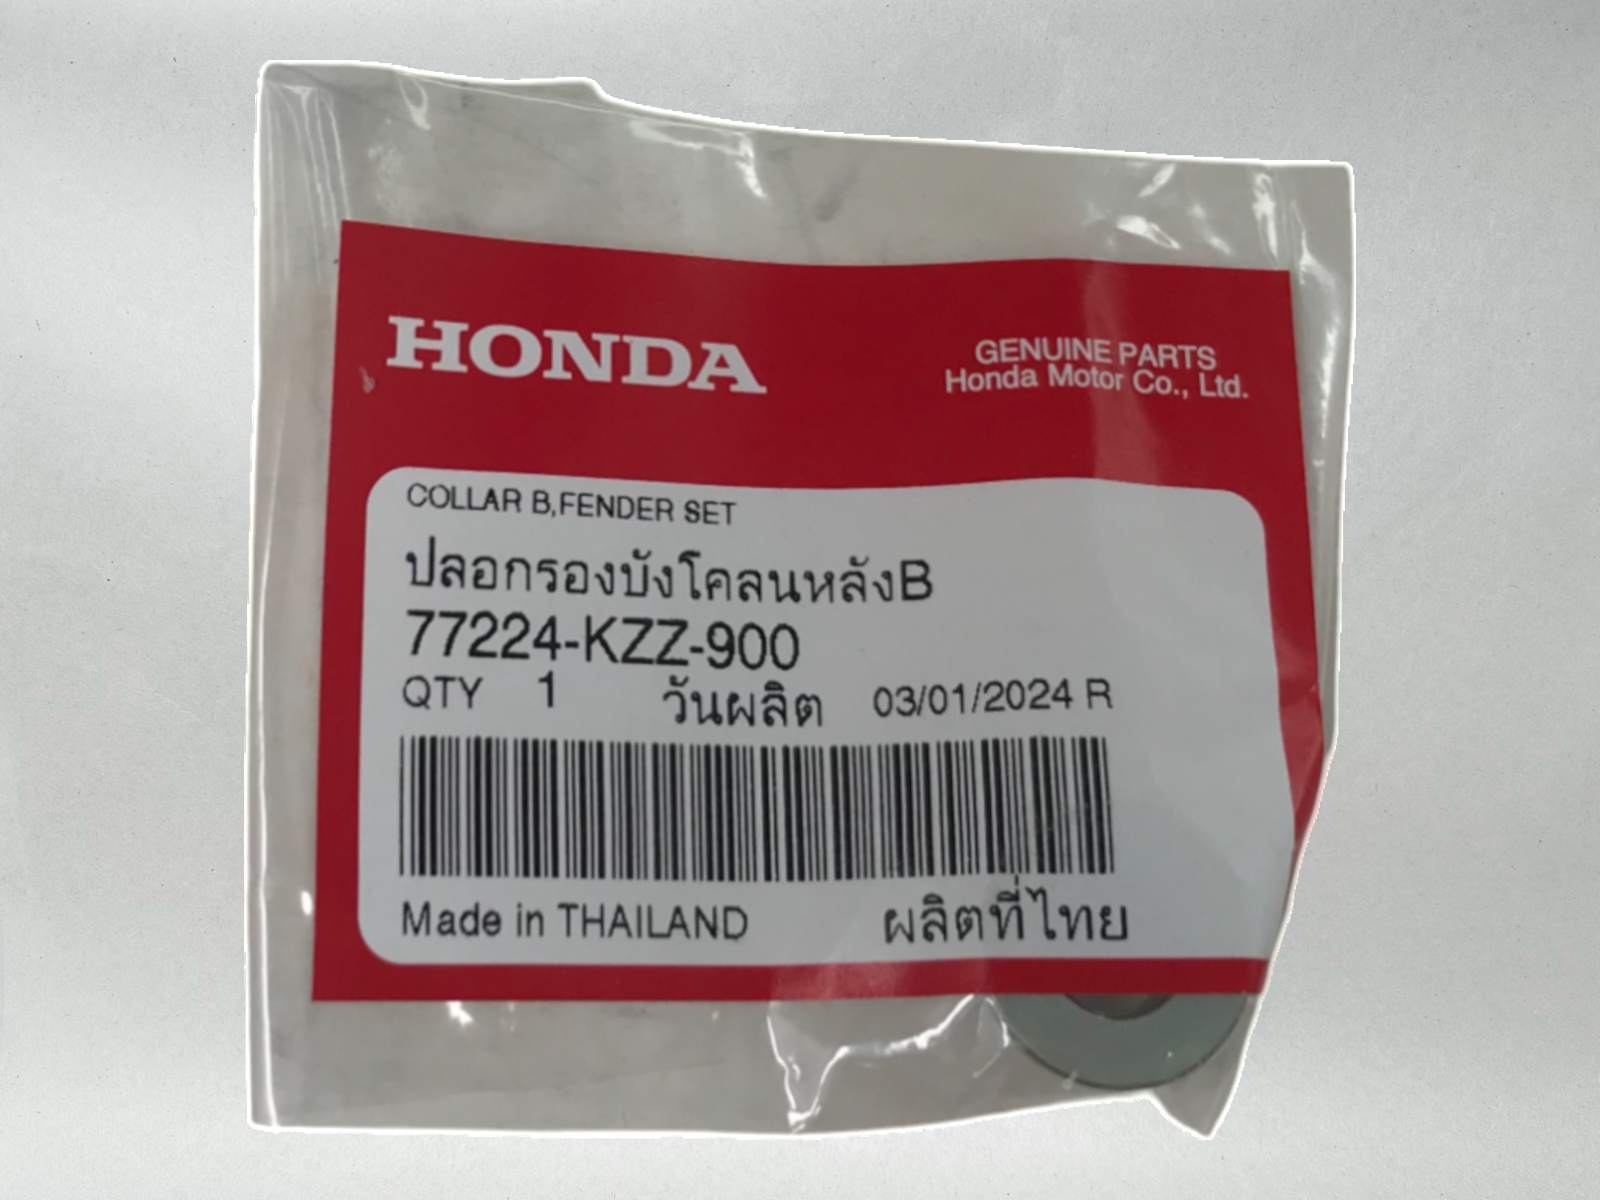 HONDA
GENUINE PARTS
Honda Motor Co., Ltd.
COLLAR B,FENDER SET
ปลอกรองบังโคลนหลังB
77224-KZZ-900
QTY 1 วันผลิต 03/01/2024 R
Made in THAILAND ผลิตที่ไทย